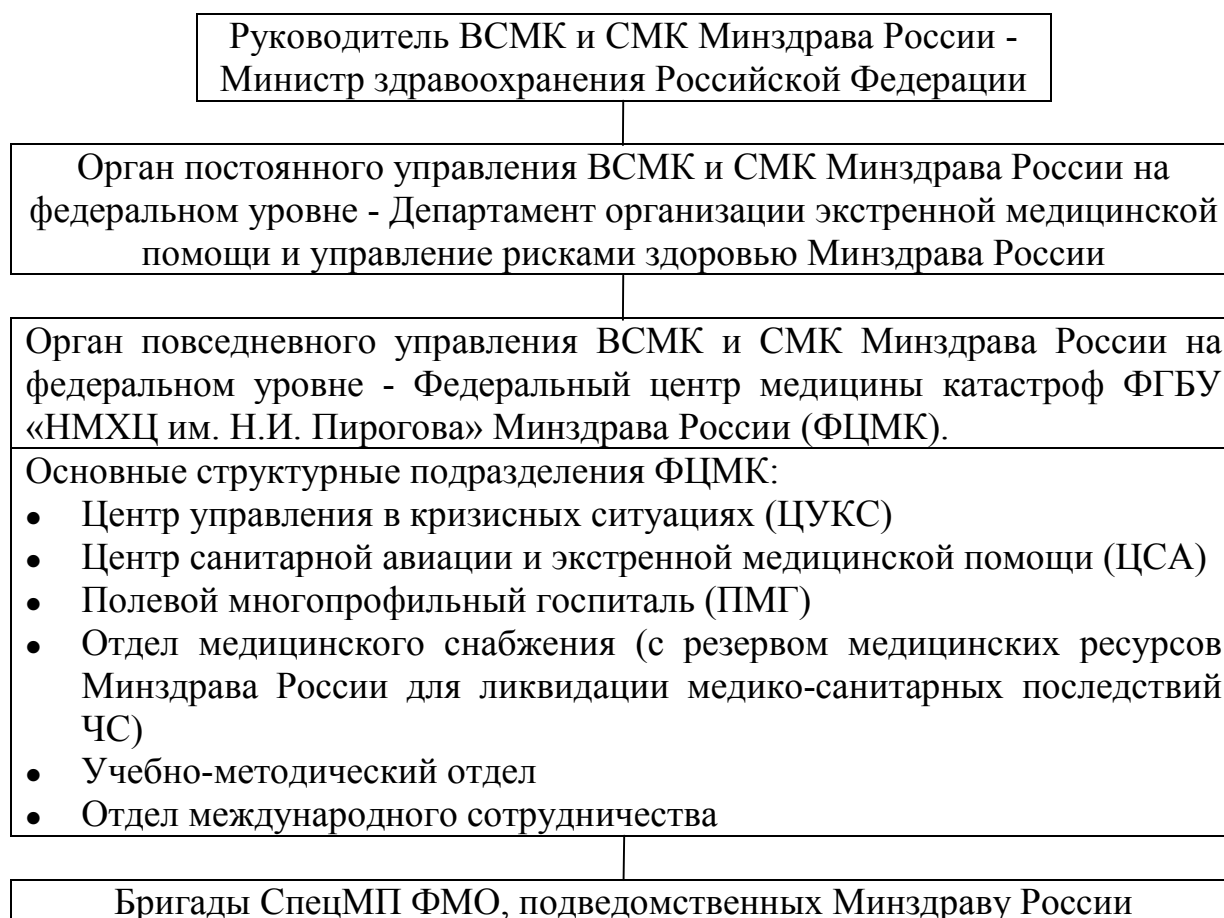 Руководитель ВСМК и СМК Минздрава России -
Министр здравоохранения Российской Федерации
Орган постоянного управления ВСМК и СМК Минздрава России на
федеральном уровне - Департамент организации экстренной медицинской
помощи и управление рисками здоровью Минздрава России
Орган повседневного управления ВСМК и СМК Минздрава России на
федеральном уровне - Федеральный центр медицины катастроф ФГБУ
«НМХЦ им. Н.И. Пирогова» Минздрава России (ФЦМК).
Основные структурные подразделения ФЦМК:
• Центр управления в кризисных ситуациях (ЦУКС)
• Центр санитарной авиации и экстренной медицинской помощи (ЦСА)
• Полевой многопрофильный госпиталь (ПМГ)
• Отдел медицинского снабжения (с резервом медицинских ресурсов
Минздрава России для ликвидации медико-санитарных последствий
ЧС)
• Учебно-методический отдел
• Отдел международного сотрудничества
Бригады СпецМП ФМО, подведомственных Минздраву России